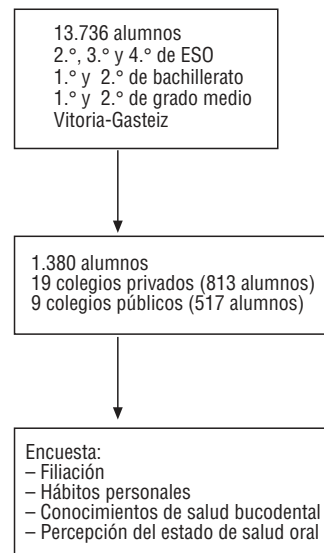 13.736 alumnos
2.°, 3.° y 4.° de ESO
1.° y 2.° de bachillerato
1.° y 2.° de grado medio
Vitoria-Gasteiz
1.380 alumnos
19 colegios privados (813 alumnos)
9 colegios públicos (517 alumnos)
Encuesta:
– Filiación
– Hábitos personales
– Conocimientos de salud bucodental
– Percepción del estado de salud oral